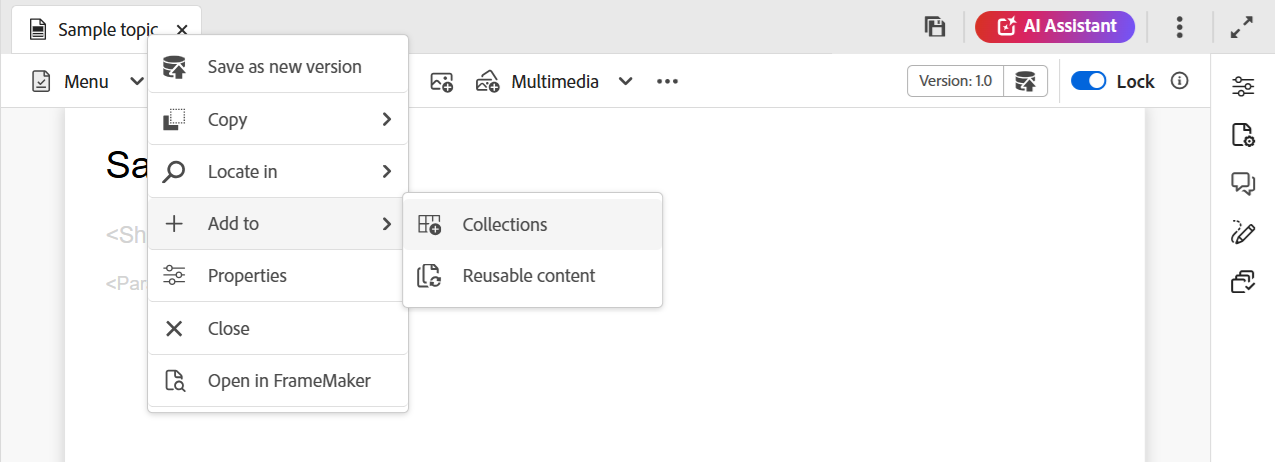 Sample topic
AI Assistant
Menu
Multimedia
Version: 1.0
Lock
Save as new version
Copy
Locate in
Add to
Properties
Close
Open in FrameMaker
Collections
Reusable content
Sa
<Sh
<Par